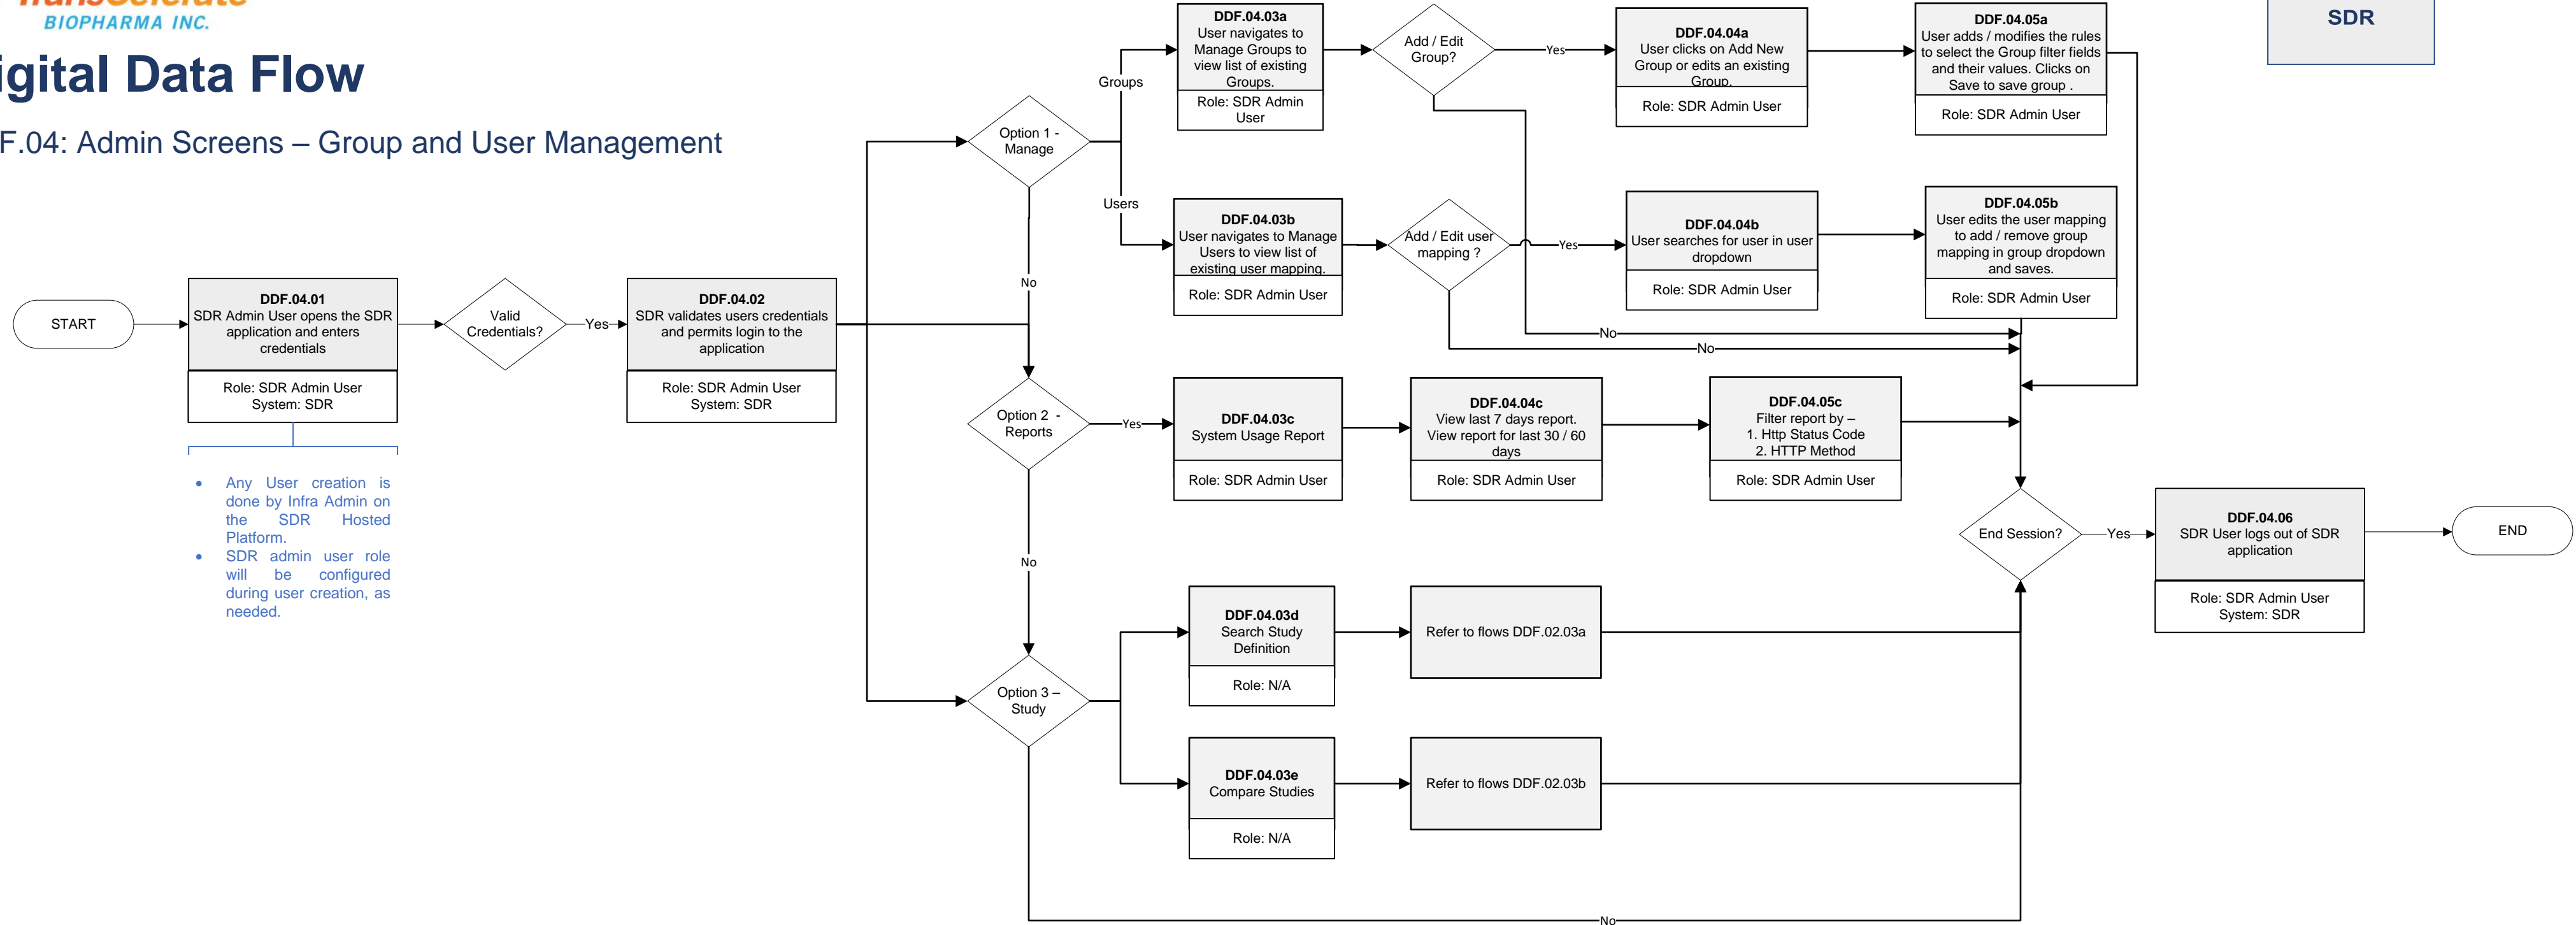 BIOPHARMA INC.
igital Data Flow
F.04: Admin Screens – Group and User Management
SDR
START
DDF.04.01
SDR Admin User opens the SDR
application and enters
credentials
Role: SDR Admin User
System: SDR
• Any User creation is
done by Infra Admin on
the SDR Hosted
Platform.
• SDR admin user role
will be configured
during user creation, as
needed.
Valid
Credentials?
Yes
DDF.04.02
SDR validates users credentials
and permits login to the
application
Role: SDR Admin User
System: SDR
Option 1 -
Manage
Groups
Users
No
DDF.04.03a
User navigates to
Manage Groups to
view list of existing
Groups.
Role: SDR Admin
User
Add / Edit
Group?
Yes
DDF.04.04a
User clicks on Add New
Group or edits an existing
Group.
Role: SDR Admin User
DDF.04.05a
User adds / modifies the rules
to select the Group filter fields
and their values. Clicks on
Save to save group .
Role: SDR Admin User
DDF.04.03b
User navigates to Manage
Users to view list of
existing user mapping.
Role: SDR Admin User
Add / Edit user
mapping ?
Yes
DDF.04.04b
User searches for user in user
dropdown
Role: SDR Admin User
DDF.04.05b
User edits the user mapping
to add / remove group
mapping in group dropdown
and saves.
Role: SDR Admin User
No
No
Option 2 -
Reports
Yes
No
DDF.04.03c
System Usage Report
Role: SDR Admin User
DDF.04.04c
View last 7 days report.
View report for last 30 / 60
days
Role: SDR Admin User
DDF.04.05c
Filter report by –
1. Http Status Code
2. HTTP Method
Role: SDR Admin User
Option 3 –
Study
DDF.04.03d
Search Study
Definition
Role: N/A
Refer to flows DDF.02.03a
DDF.04.03e
Compare Studies
Role: N/A
Refer to flows DDF.02.03b
No
End Session?
Yes
DDF.04.06
SDR User logs out of SDR
application
Role: SDR Admin User
System: SDR
END